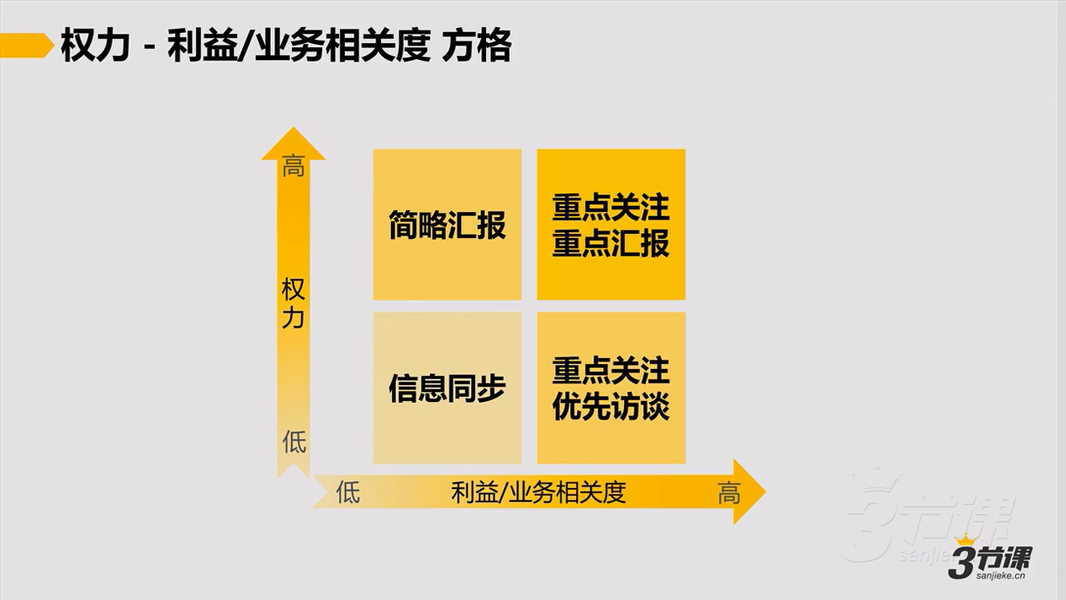 权力 - 利益/业务相关度 方格
高
权
力
低
简略汇报
重点关注
重点汇报
信息同步
重点关注
优先访谈
低 利益/业务相关度 高
3节课
sanjieke.cn
3节课